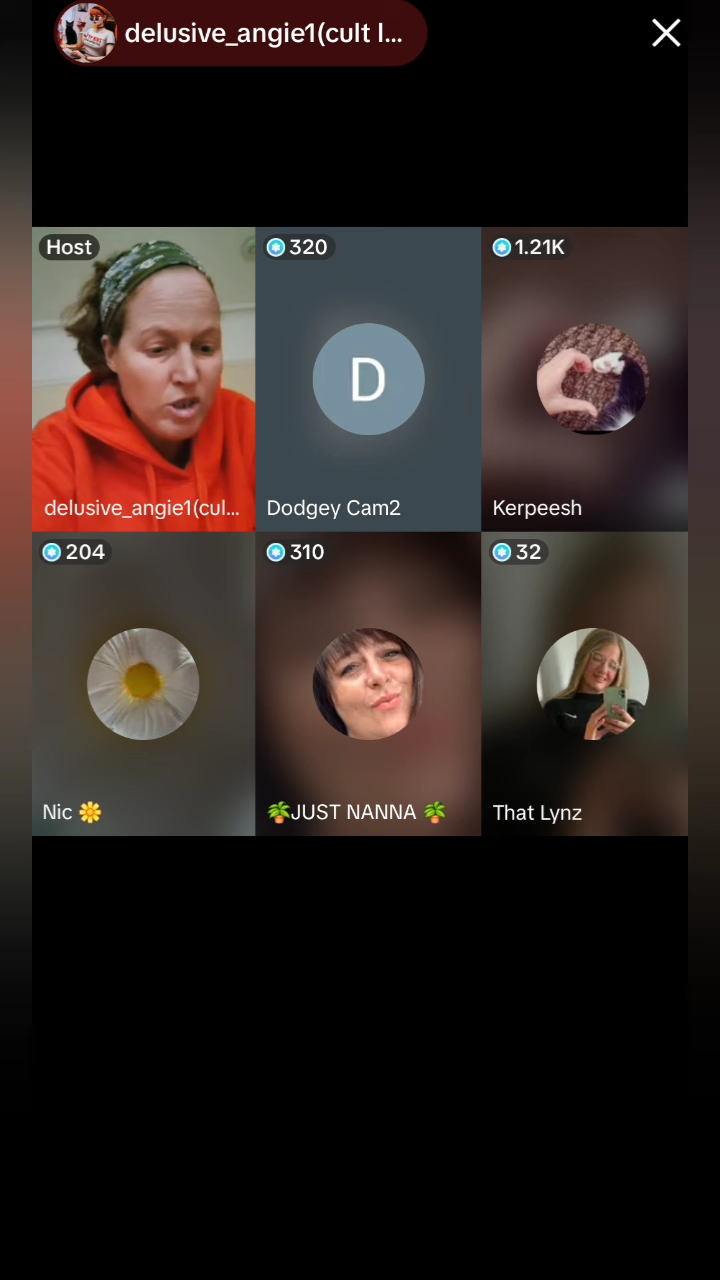 delusive_angie1(cult l...
Host
320
1.21K
D
delusive_angie1(cul...
Dodgey Cam2
Kerpeesh
204
310
32
Nic 🌼
🌴JUST NANNA 🌴
That Lynz